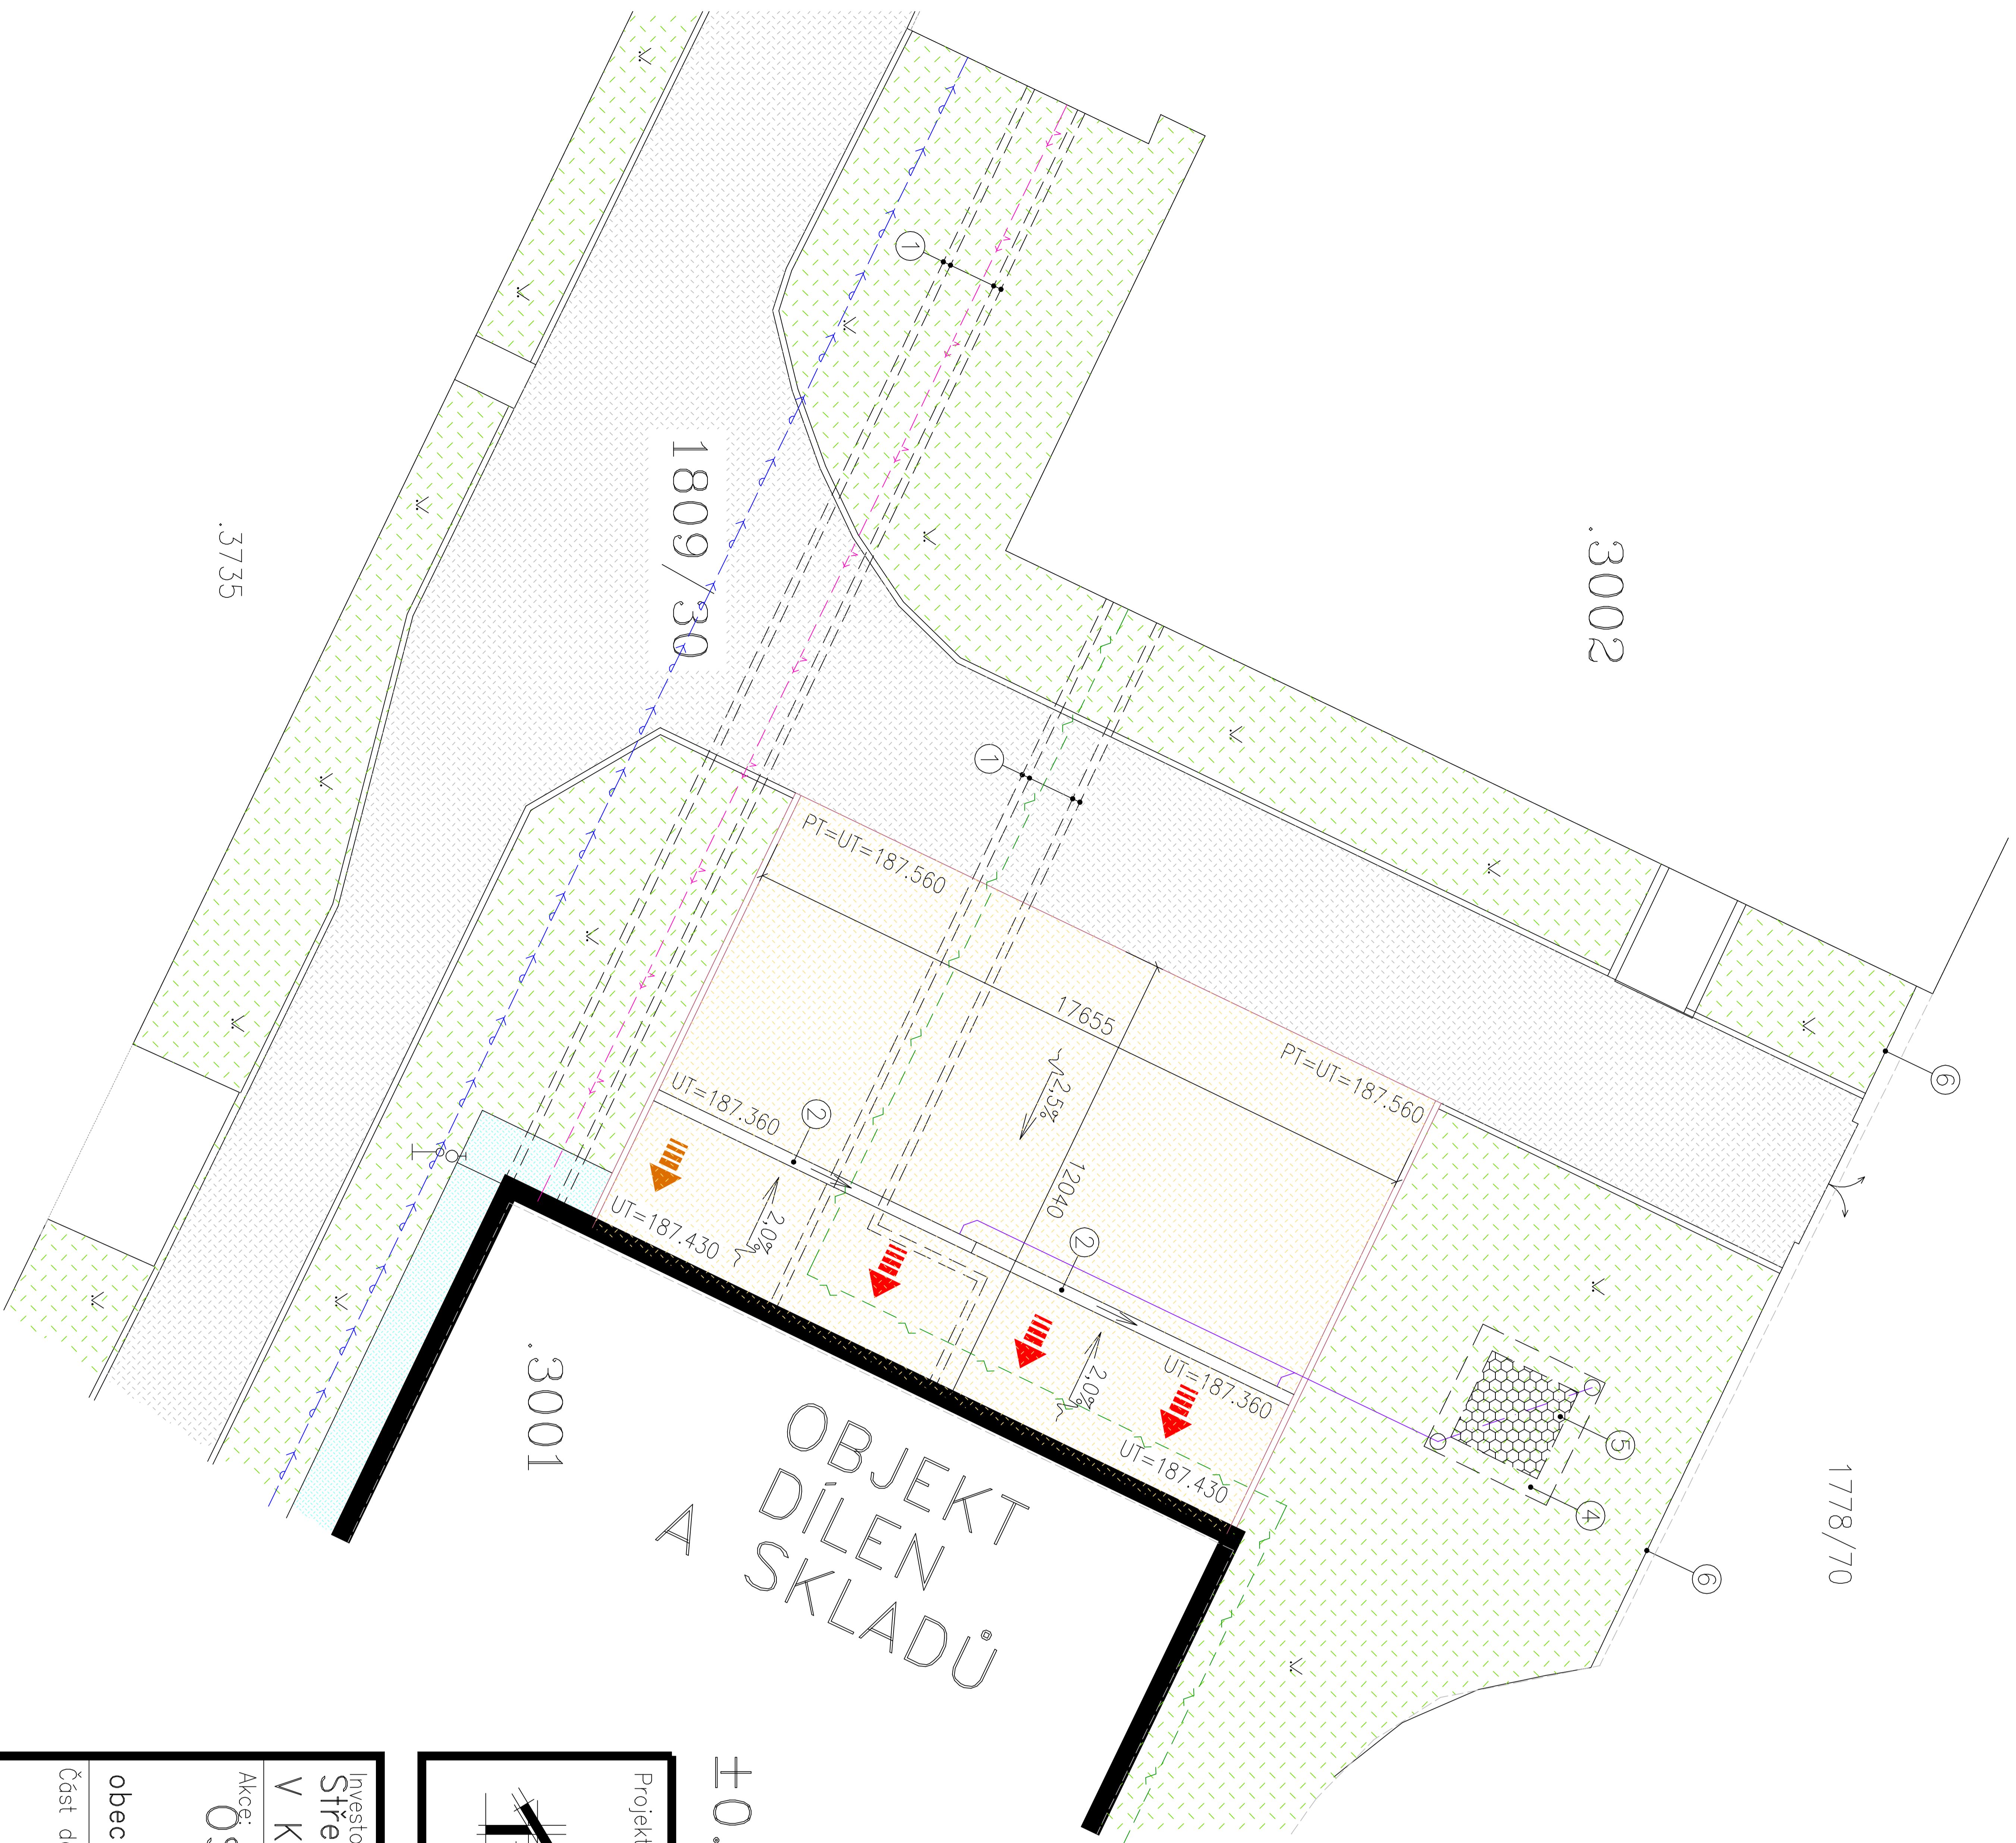 .3002
1778/70
6
6
5
4
1
1
1809/30
.3735
PT=UT=187.560
PT=UT=187.560
17655
2,5%
12040
UT=187.360
2
2
UT=187.360
2,0%
2,0%
UT=187.430
UT=187.430
.3001
OBJEKT
DÍLEN
A SKLADŮ
±0.
Projekt
Investo
Stře
V K
Akce:
obec
Část d